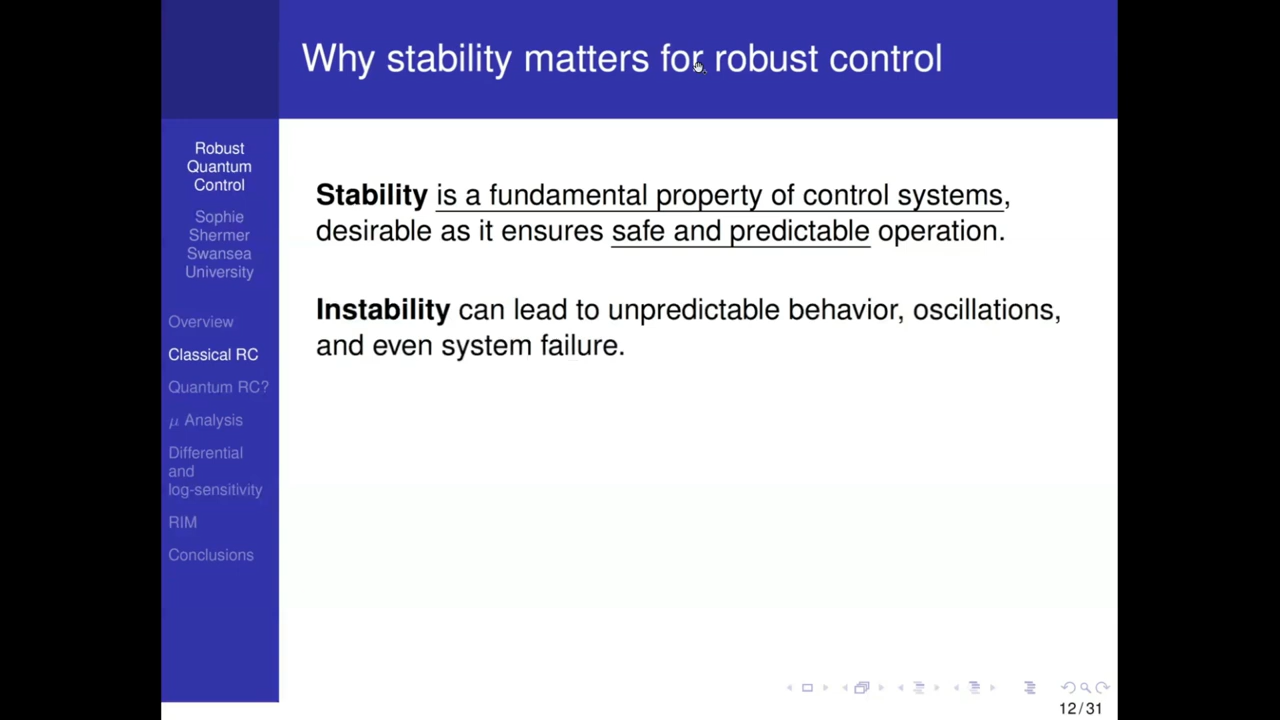 Why stability matters for robust control
Robust
Quantum
Control
Sophie
Shermer
Swansea
University
Overview
Classical RC
Quantum RC?
μ Analysis
Differential
and
log-sensitivity
RIM
Conclusions
Stability is a fundamental property of control systems,
desirable as it ensures safe and predictable operation.
Instability can lead to unpredictable behavior, oscillations,
and even system failure.
12/31